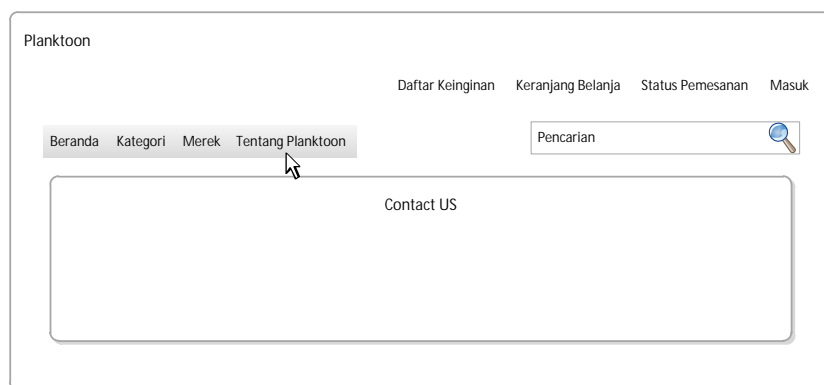 Planktoon
Daftar Keinginan Keranjang Belanja Status Pemesanan Masuk
Beranda Kategori Merek Tentang Planktoon
Pencarian
Contact US